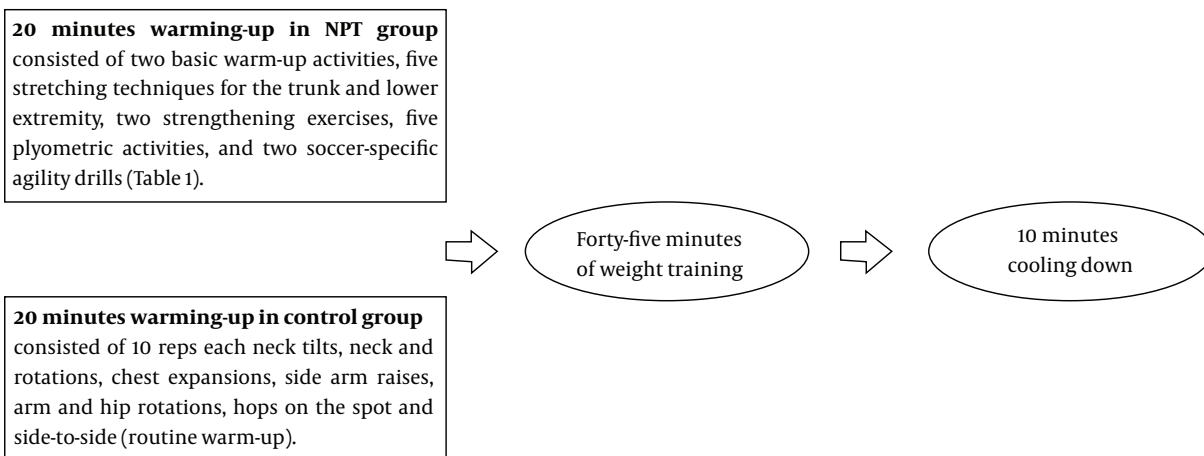 20 minutes warming-up in NPT group
consisted of two basic warm-up activities, five
stretching techniques for the trunk and lower
extremity, two strengthening exercises, five
plyometric activities, and two soccer-specific
agility drills (Table 1).
Forty-five minutes
of weight training
10 minutes
cooling down
20 minutes warming-up in control group
consisted of 10 reps each neck tilts, neck and
rotations, chest expansions, side arm raises,
arm and hip rotations, hops on the spot and
side-to-side (routine warm-up).